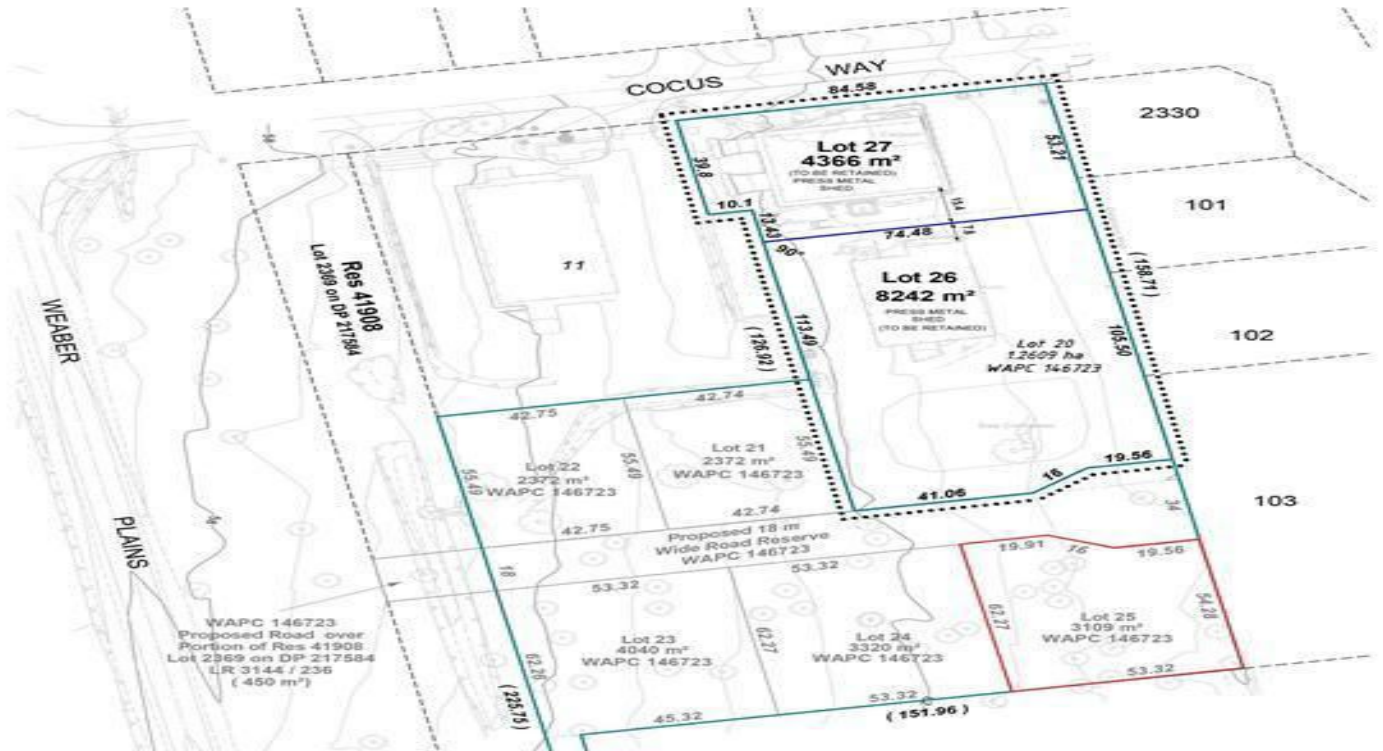 COCUS WAY
84.58
2330
Lot 27
4366 m²
(TO BE RETAINED)
PRESS METAL
SHED
39.8
53.21
10.1
13.43
15.4
7.6
101
90°
74.48
11
Res 41908
Lot 2369 on DP 217584
Lot 26
8242 m²
PRESS METAL
SHED
(TO BE RETAINED)
(158.71)
WEABER
113.49
(126.92)
105.50
102
Lot 20
1.2609 ha
WAPC 146723
42.75
42.74
Lot 22
2372 m²
WAPC 146723
55.49
55.49
Lot 21
2372 m²
WAPC 146723
55.49
19.56
16
41.06
42.75
42.74
34
103
PLAINS
Proposed 18 m
Wide Road Reserve
WAPC 146723
18
53.32
53.32
19.91
16
19.56
WAPC 146723
Proposed Road over
Portion of Res 41908
Lot 2369 on DP 217584
LR 3144 / 236
( 450 m²)
62.26
Lot 23
4040 m²
WAPC 146723
62.27
Lot 24
3320 m²
WAPC 146723
62.27
Lot 25
3109 m²
WAPC 146723
54.28
(225.75)
45.32
53.32
53.32
( 151.96 )